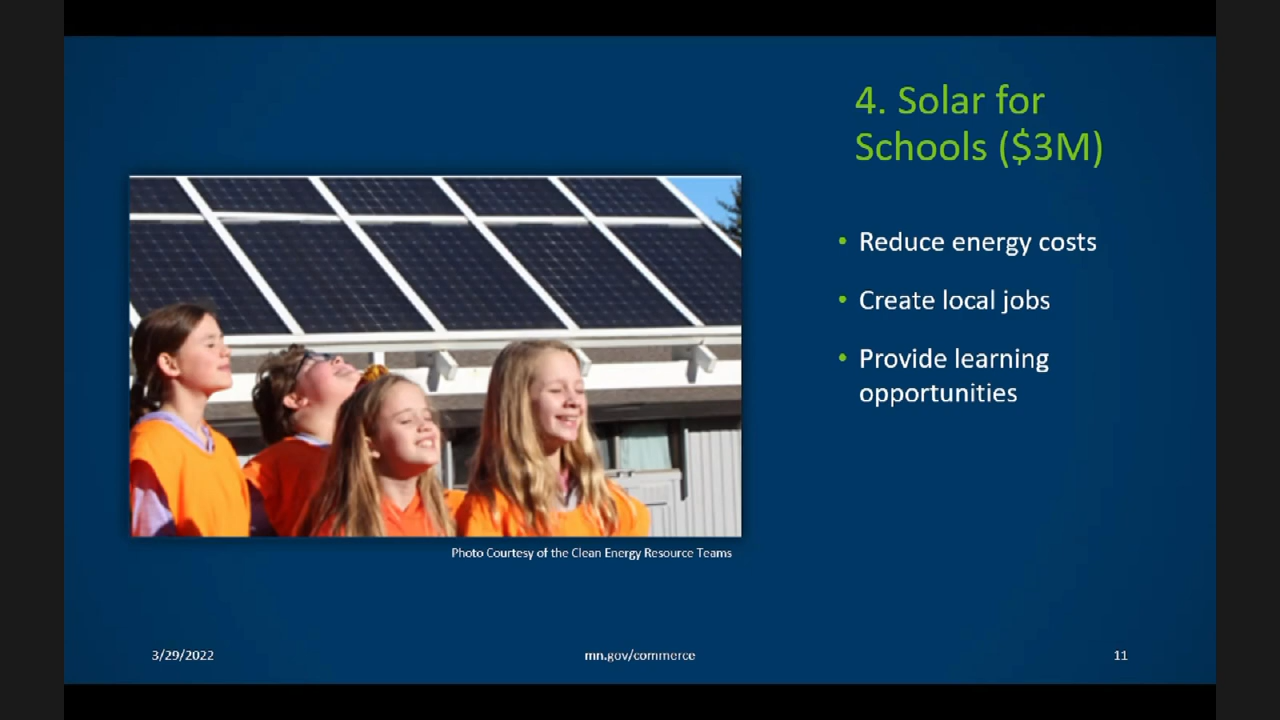 4. Solar for
Schools ($3M)
• Reduce energy costs
• Create local jobs
• Provide learning
opportunities
Photo Courtesy of the Clean Energy Resource Teams
3/29/2022
mn.gov/commerce
11